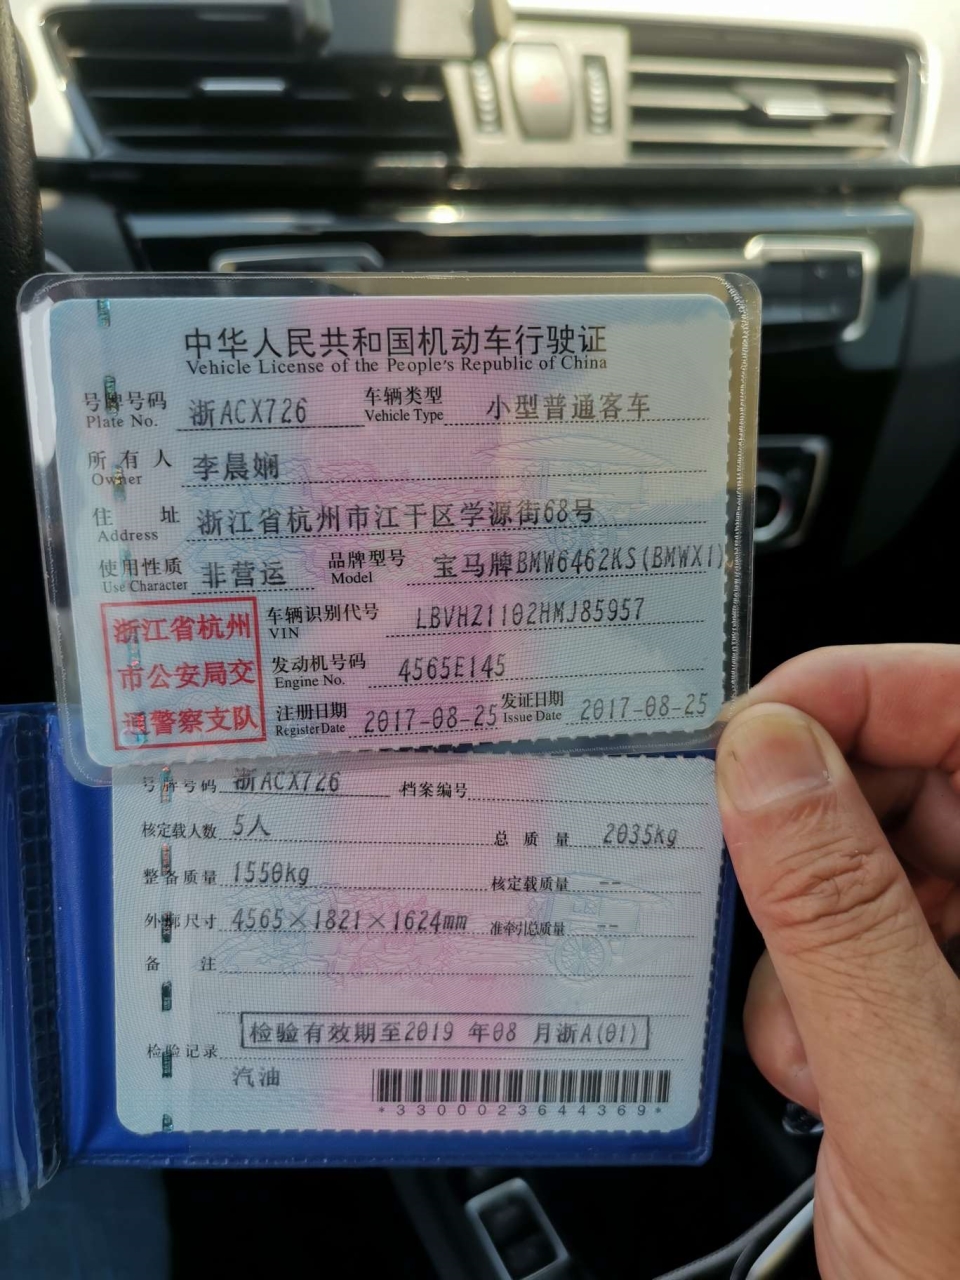 中华人民共和国机动车行驶证
Vehicle License of the People's Republic of China
号牌号码 浙ACX726 车辆类型 小型普通客车
Plate No. Vehicle Type
所有人 李晨娴
Owner
住址 浙江省杭州市江干区学源街68号
Address
使用性质 非营运 品牌型号 宝马牌BMW6462KS(BMWX1)
Use Character Model
浙江省杭州
市公安局交
通警察支队
车辆识别代号 LBVHZ1102HMJ85957
VIN
发动机号码 4565E145
Engine No.
注册日期 2017-08-25 发证日期 2017-08-25
Register Date Issue Date
号牌号码 浙ACX726 档案编号
核定载人数 5人 总质量 2035kg
整备质量 1550kg 核定载质量 --
外廓尺寸 4565×1821×1624mm 准牵引总质量 --
备注
检验有效期至2019年08月浙A(01)
检验记录
汽油
*3300023644369*